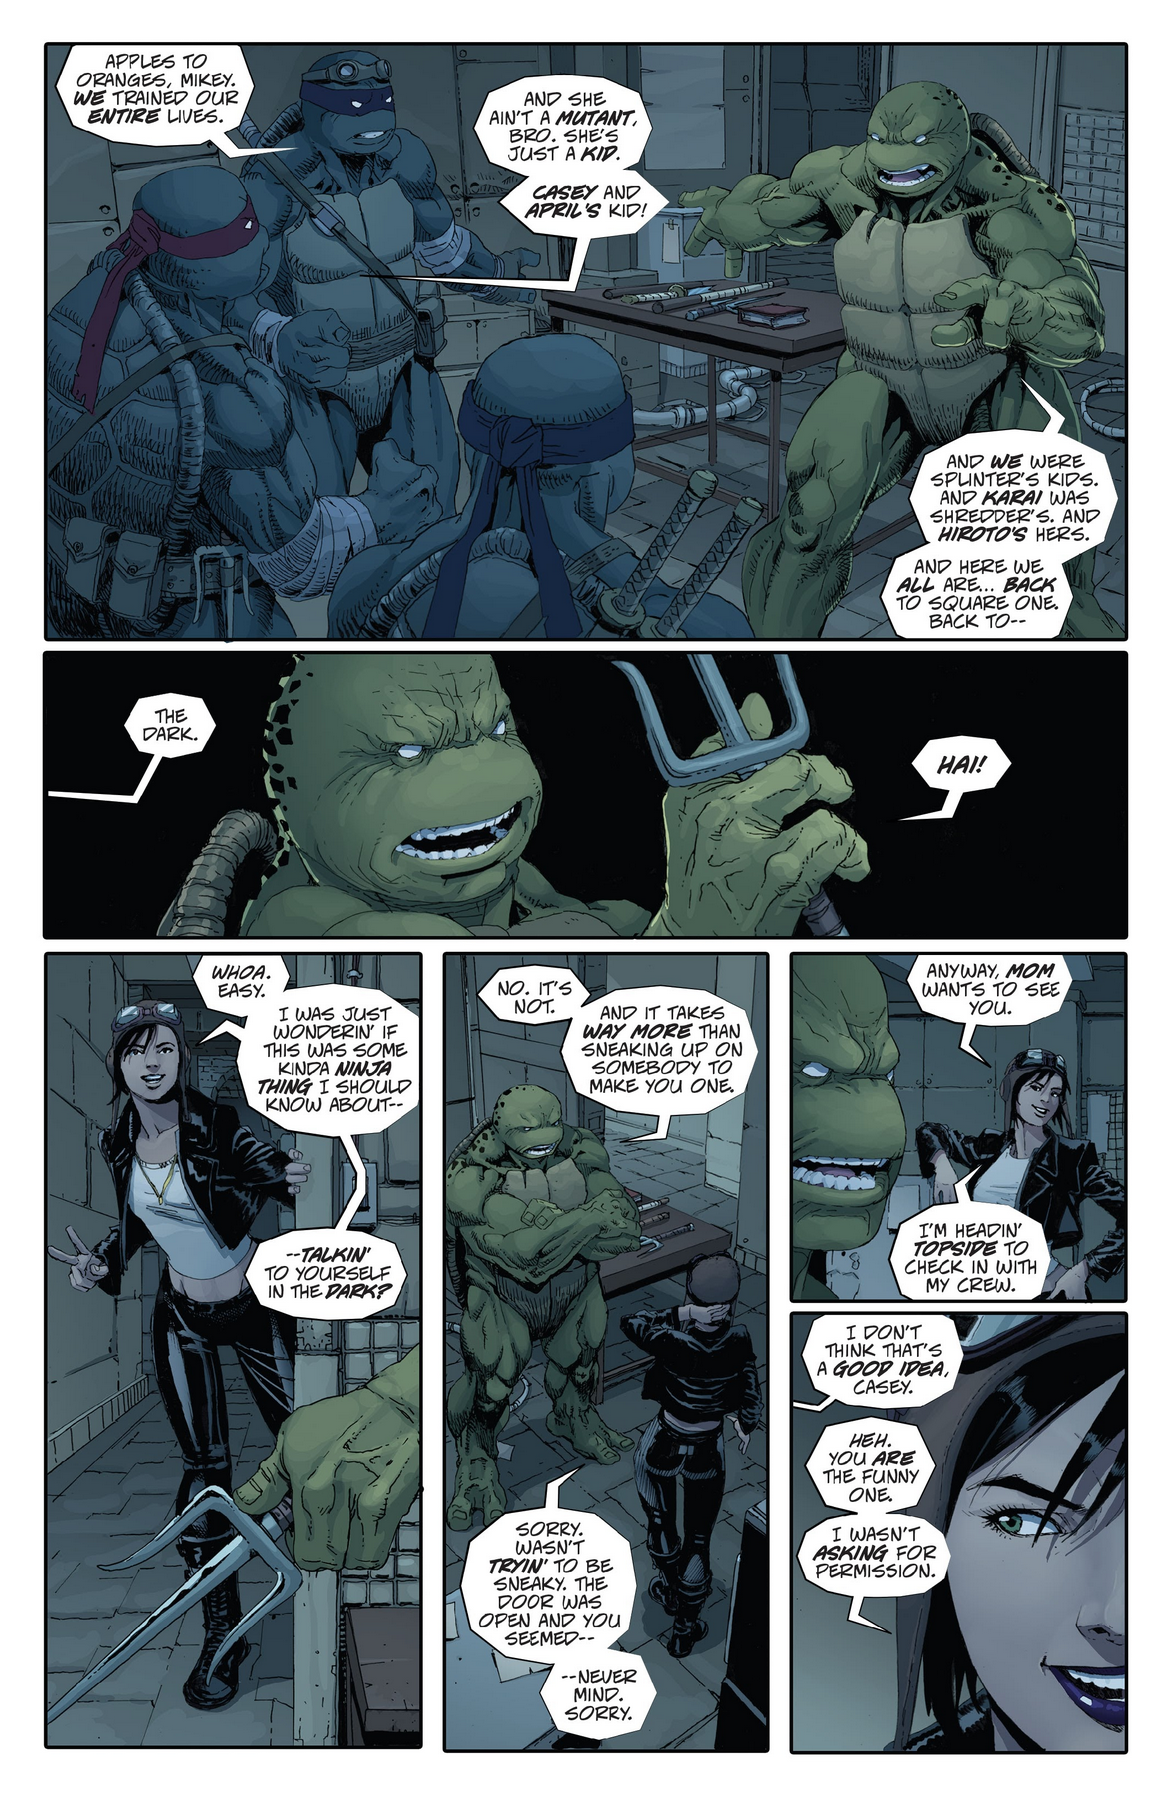 APPLES TO
ORANGES, MIKEY.
WE TRAINED OUR
ENTIRE LIVES.
AND SHE
AIN'T A MUTANT,
BRO. SHE'S
JUST A KID.
CASEY AND
APRIL'S KID!
AND WE WERE
SPLINTER'S KIDS.
AND KARAI WAS
SHREDDER'S. AND
HIROTO'S HERS.
AND HERE WE
ALL ARE... BACK
TO SQUARE ONE.
BACK TO--
THE
DARK.
HAI!
WHOA.
EASY.
I WAS JUST
WONDERIN' IF
THIS WAS SOME
KINDA NINJA
THING I SHOULD
KNOW ABOUT--
--TALKIN'
TO YOURSELF
IN THE DARK?
NO. IT'S
NOT.
AND IT TAKES
WAY MORE THAN
SNEAKING UP ON
SOMEBODY TO
MAKE YOU ONE.
SORRY.
WASN'T
TRYIN' TO BE
SNEAKY. THE
DOOR WAS
OPEN AND YOU
SEEMED--
--NEVER
MIND.
SORRY.
ANYWAY, MOM
WANTS TO SEE
YOU.
I'M HEADIN'
TOPSIDE TO
CHECK IN WITH
MY CREW.
I DON'T
THINK THAT'S
A GOOD IDEA,
CASEY.
HEH.
YOU ARE
THE FUNNY
ONE.
I WASN'T
ASKING FOR
PERMISSION.